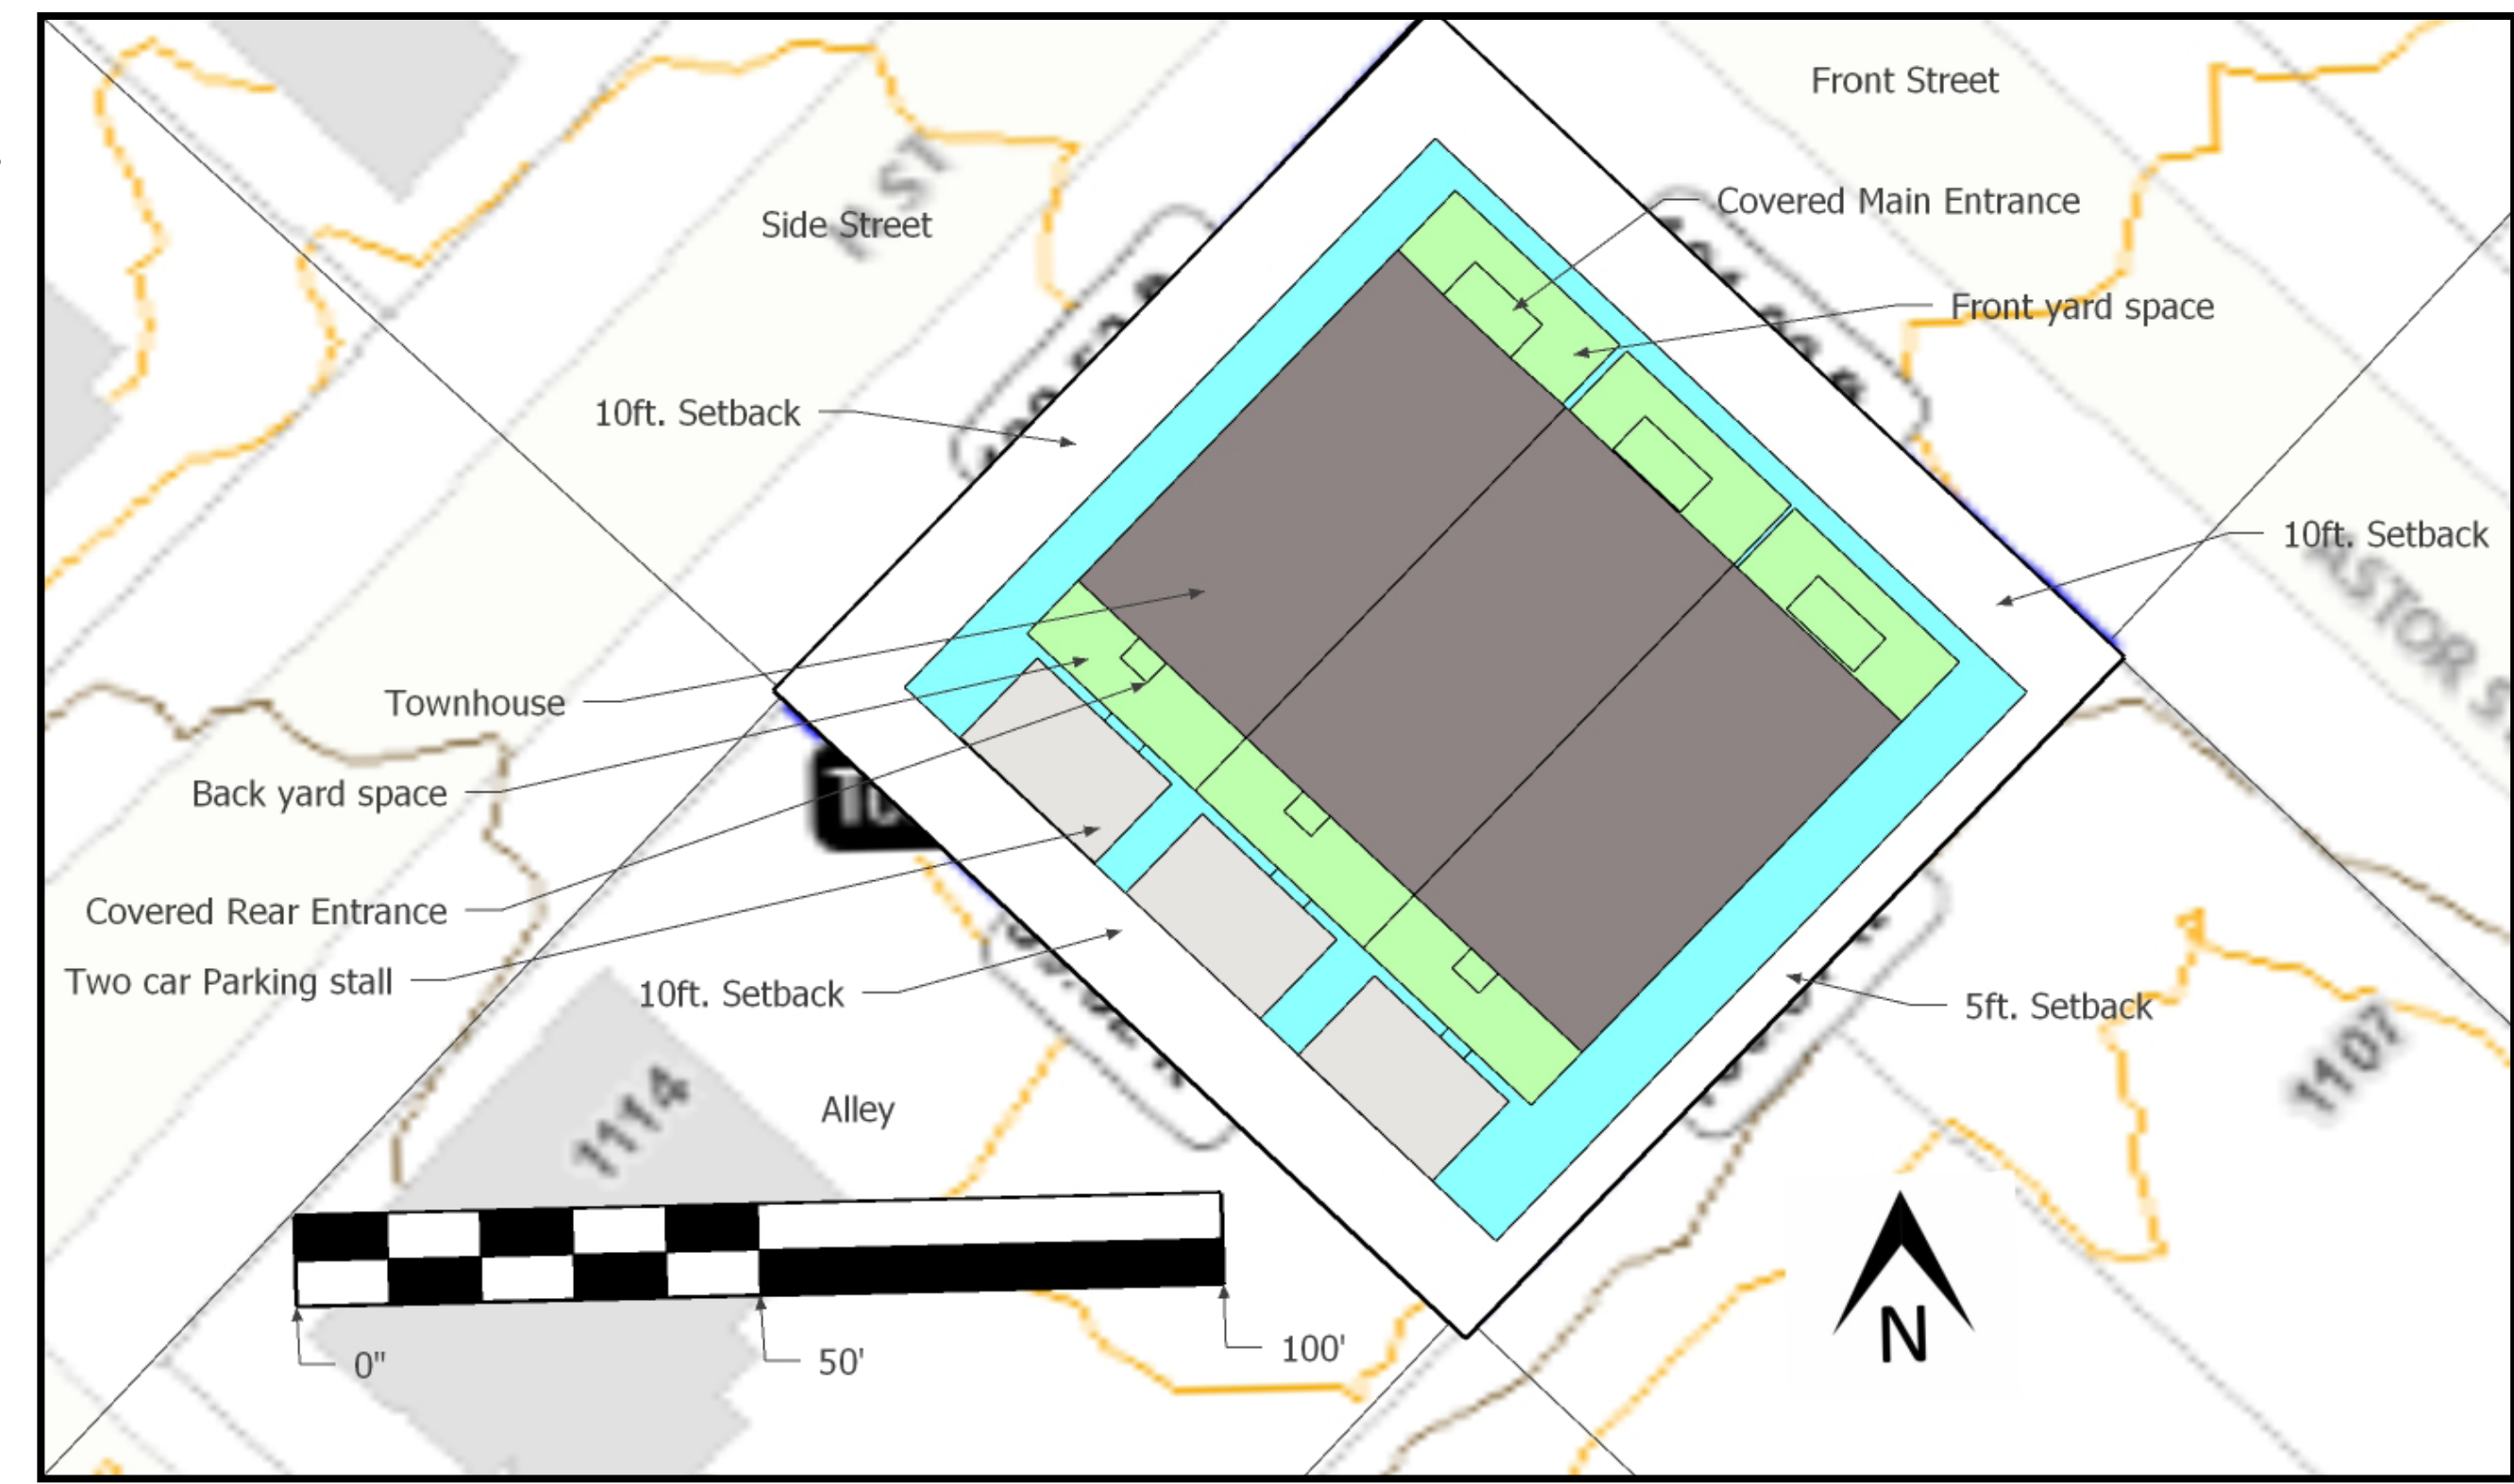 Front Street
Covered Main Entrance
Side Street
Front yard space
10ft. Setback
10ft. Setback
Townhouse
Back yard space
Covered Rear Entrance
Two car Parking stall
10ft. Setback
5ft. Setback
Alley
1114
1107
0"
50'
100'
N